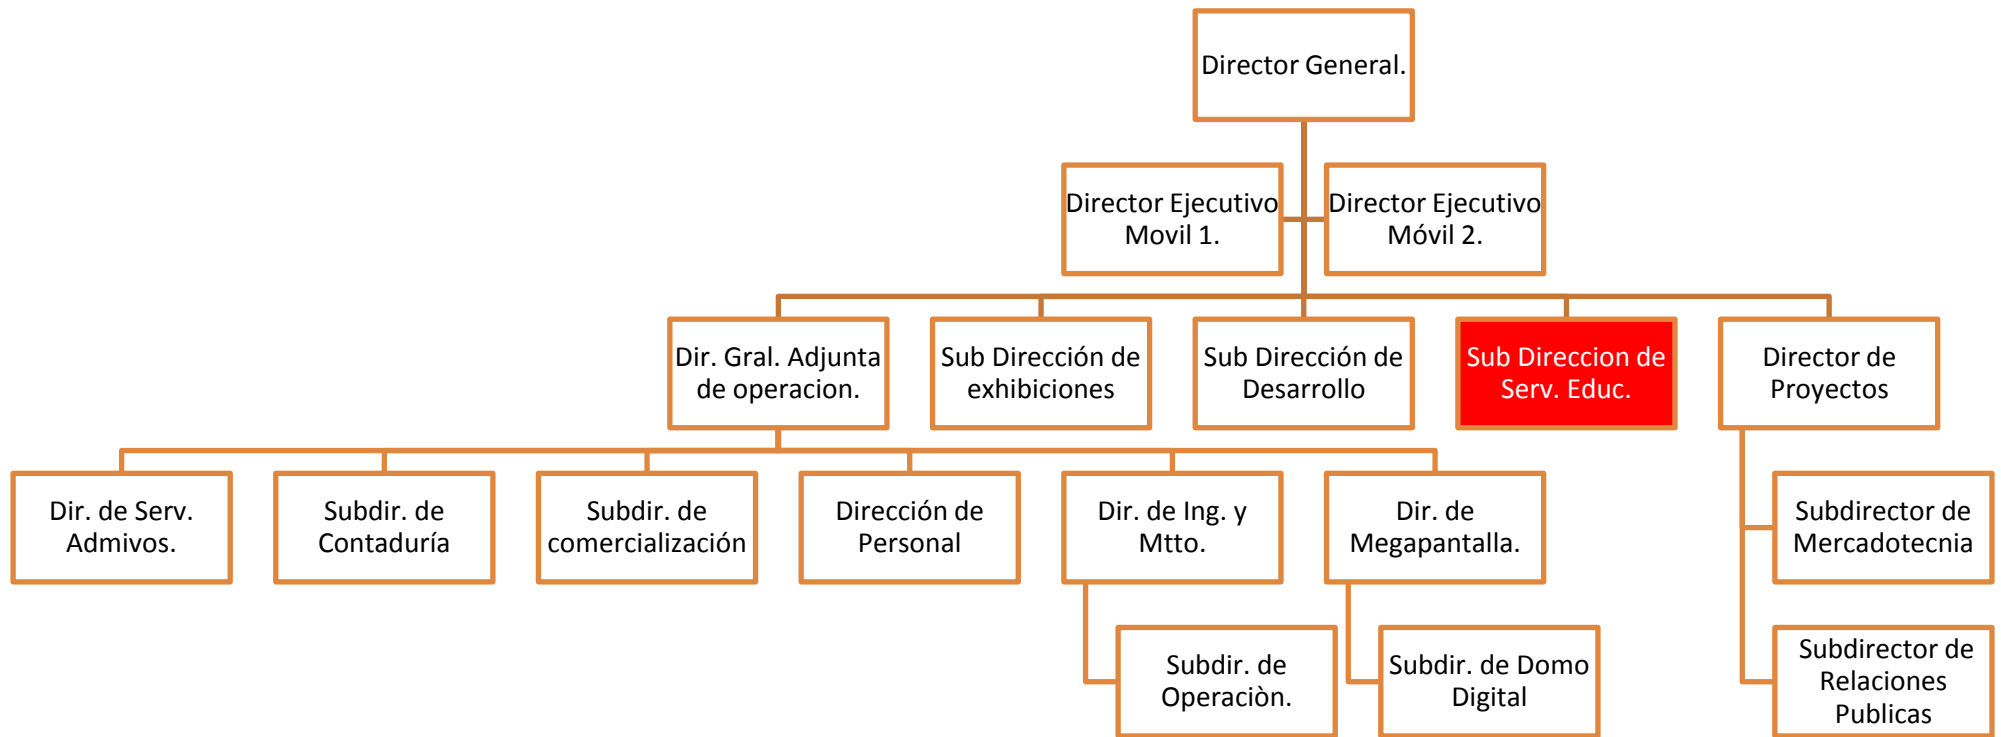 Director General.
Director Ejecutivo
Movil 1.
Director Ejecutivo
Móvil 2.
Dir. Gral. Adjunta
de operacion.
Sub Dirección de
exhibiciones
Sub Dirección de
Desarrollo
Sub Direccion de
Serv. Educ.
Director de
Proyectos
Dir. de Serv.
Admivos.
Subdir. de
Contaduría
Subdir. de
comercialización
Dirección de
Personal
Dir. de Ing. y
Mtto.
Dir. de
Megapantalla.
Subdirector de
Mercadotecnia
Subdir. de
Operaciòn.
Subdir. de Domo
Digital
Subdirector de
Relaciones
Publicas